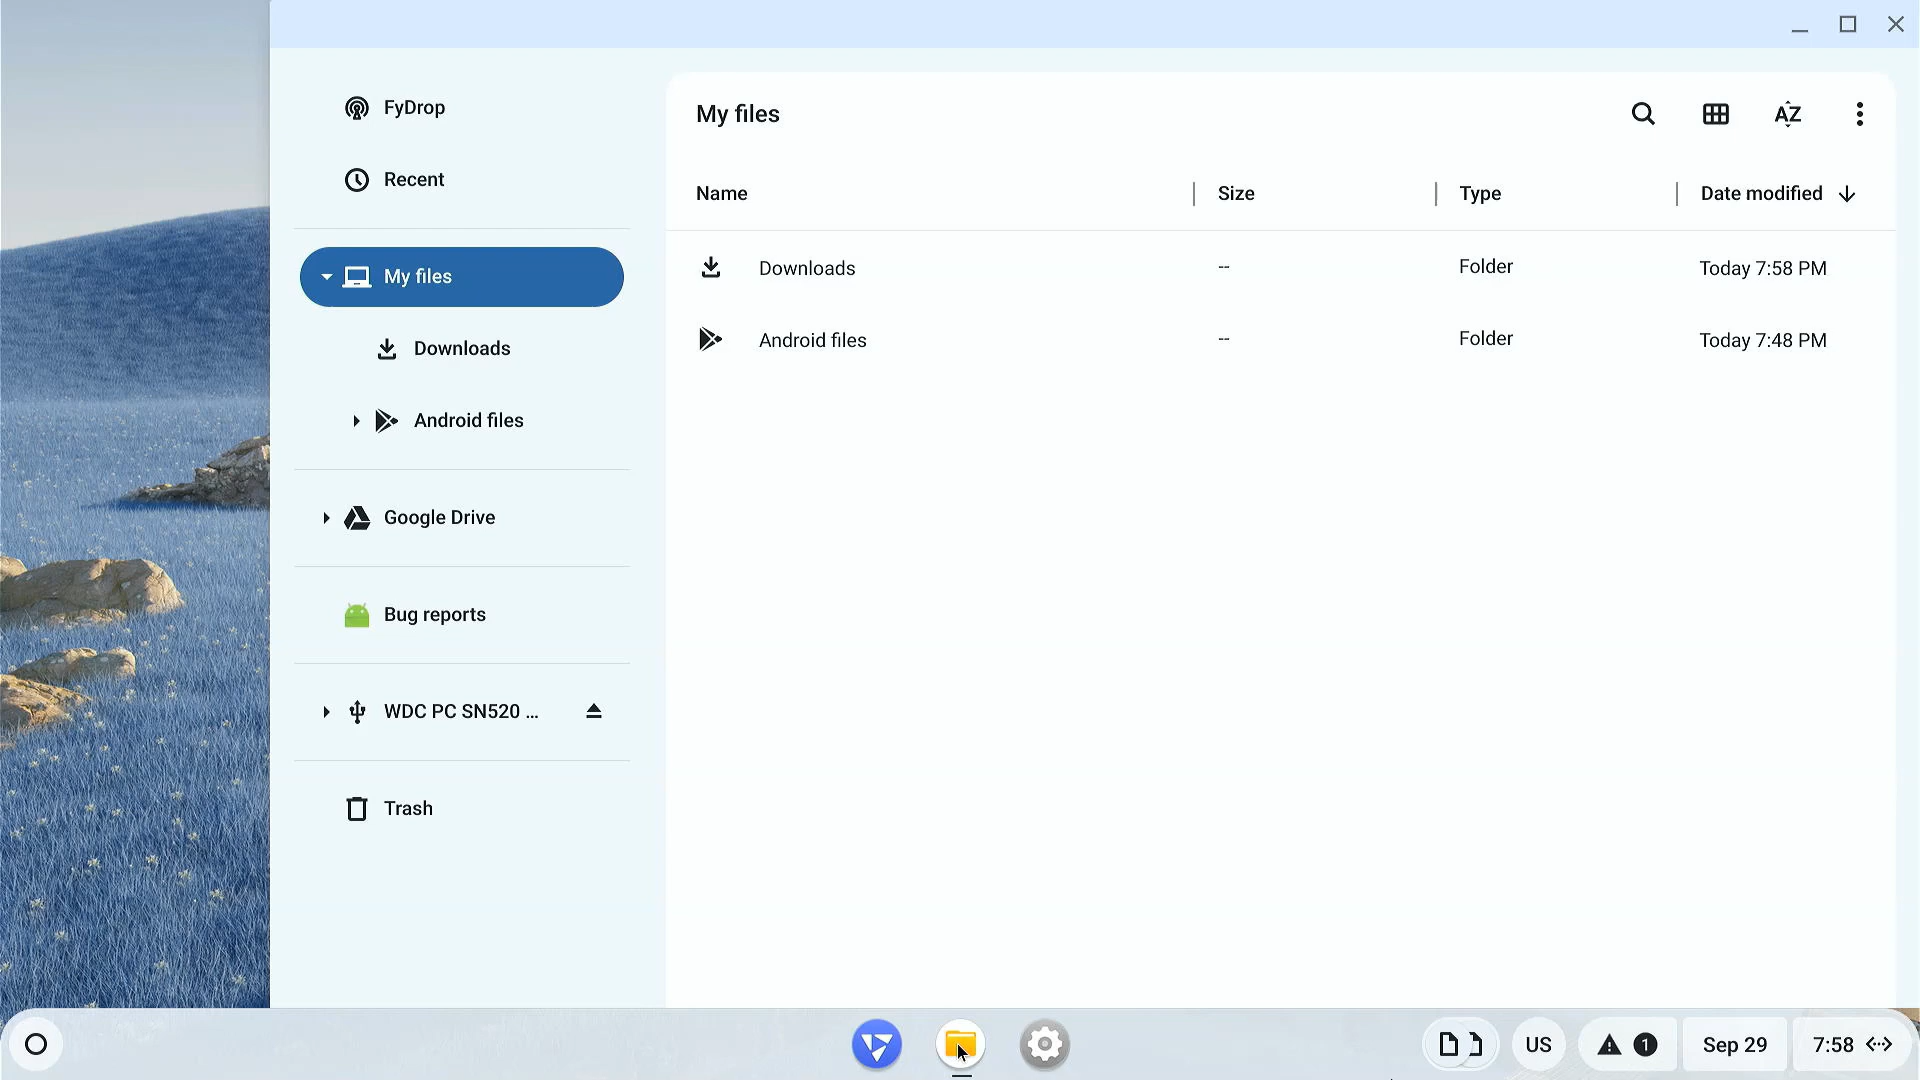 FyDrop
Recent
My files
Downloads
Android files
Google Drive
Bug reports
WDC PC SN520 ...
Trash
My files
AZ
Name Size Type Date modified
Downloads -- Folder Today 7:58 PM
Android files -- Folder Today 7:48 PM
US 1 Sep 29 7:58